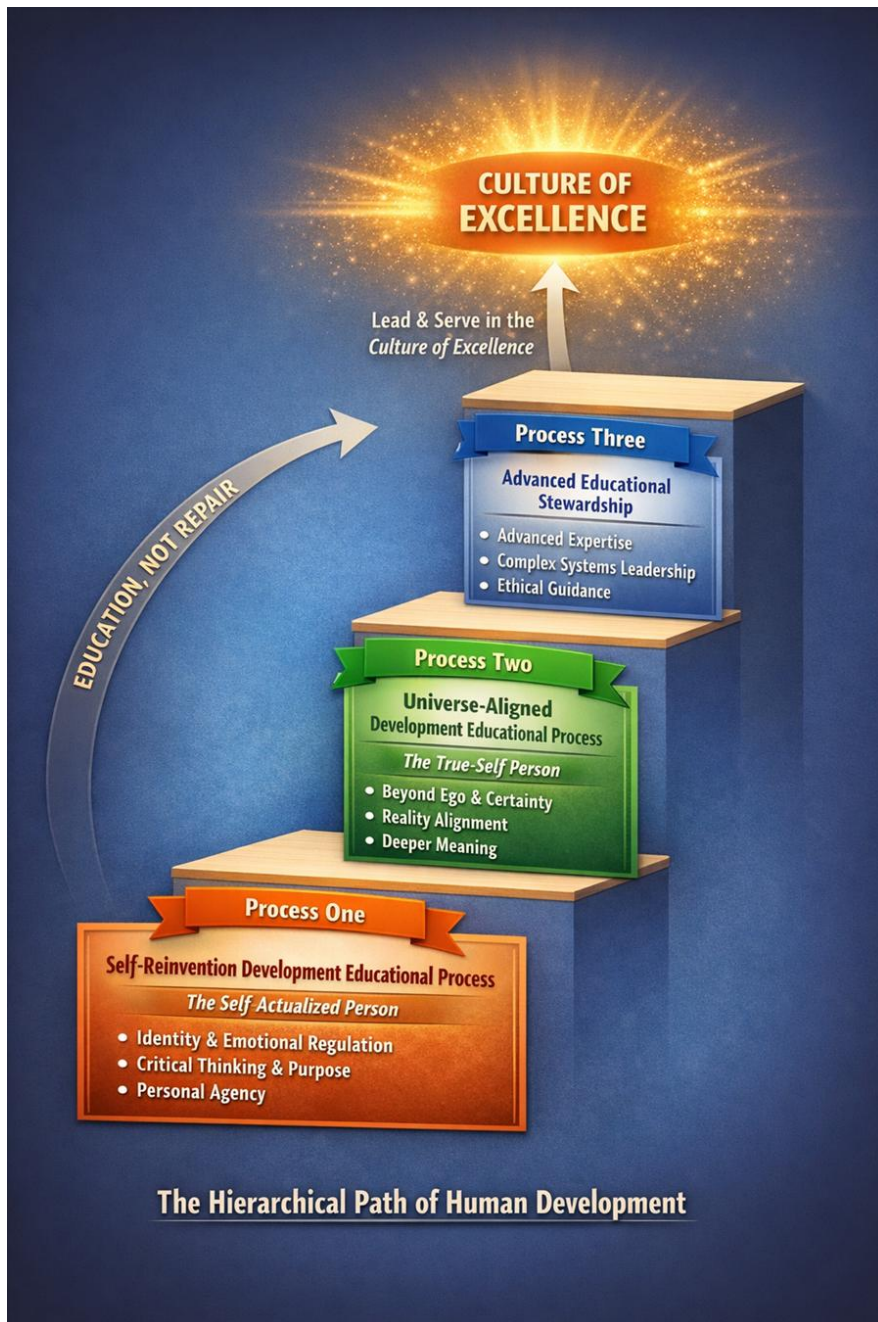 CULTURE OF
EXCELLENCE
Lead & Serve in the
Culture of Excellence
EDUCATION, NOT REPAIR
Process Three
Advanced Educational
Stewardship
• Advanced Expertise
• Complex Systems Leadership
• Ethical Guidance
Process Two
Universe-Aligned
Development Educational Process
The True-Self Person
• Beyond Ego & Certainty
• Reality Alignment
• Deeper Meaning
Process One
Self-Reinvention Development Educational Process
The Self-Actualized Person
• Identity & Emotional Regulation
• Critical Thinking & Purpose
• Personal Agency
The Hierarchical Path of Human Development